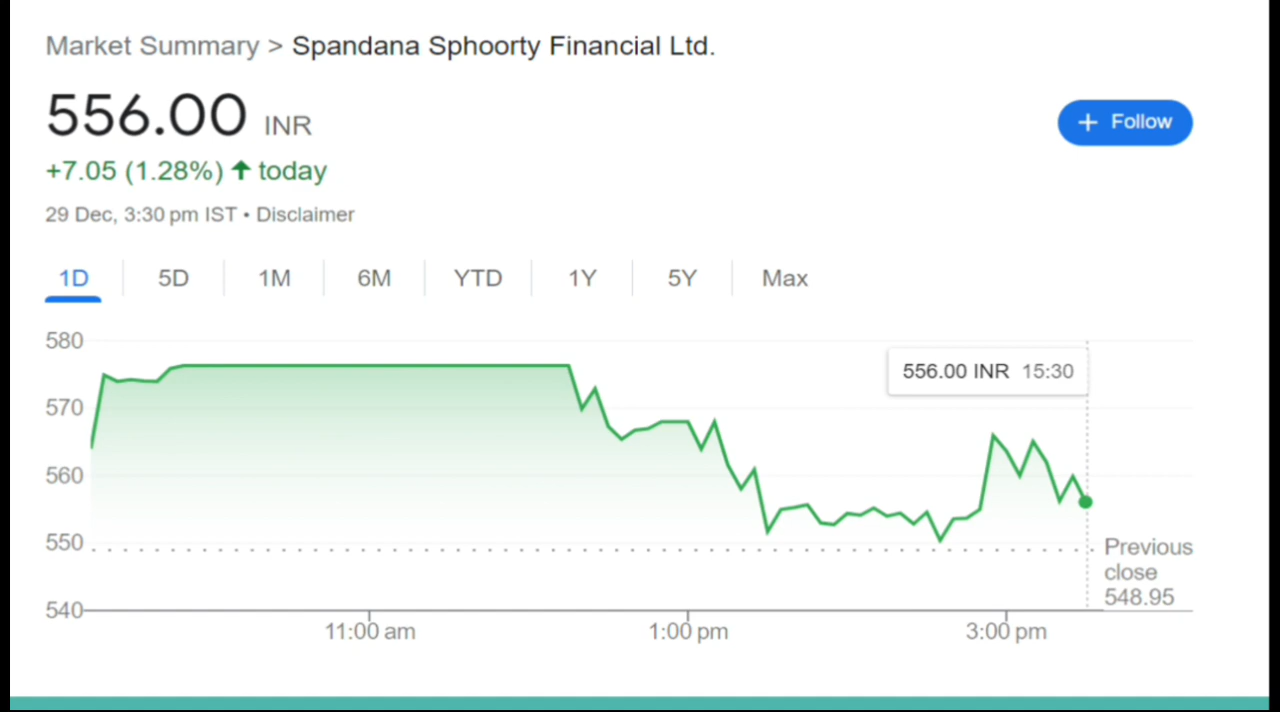 Market Summary > Spandana Sphoorty Financial Ltd.
556.00 INR
+ Follow
+7.05 (1.28%) ↑ today
29 Dec, 3:30 pm IST • Disclaimer
1D 5D 1M 6M YTD 1Y 5Y Max
580
556.00 INR 15:30
570
560
550
Previous
close
548.95
540
11:00 am 1:00 pm 3:00 pm